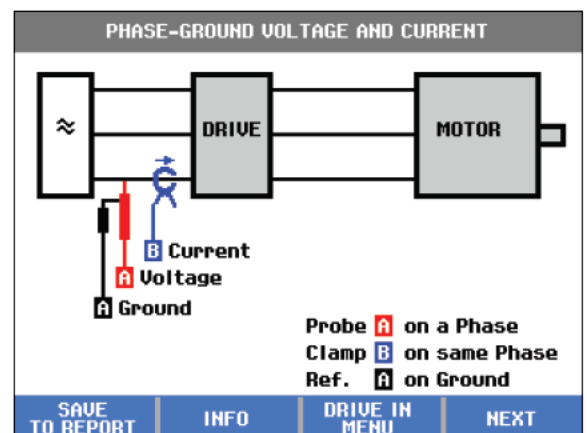 PHASE-GROUND VOLTAGE AND CURRENT
≈
DRIVE
MOTOR
B Current
A Voltage
A Ground
Probe A on a Phase
Clamp B on same Phase
Ref. A on Ground
SAVE
TO REPORT
INFO
DRIVE IN
MENU
NEXT